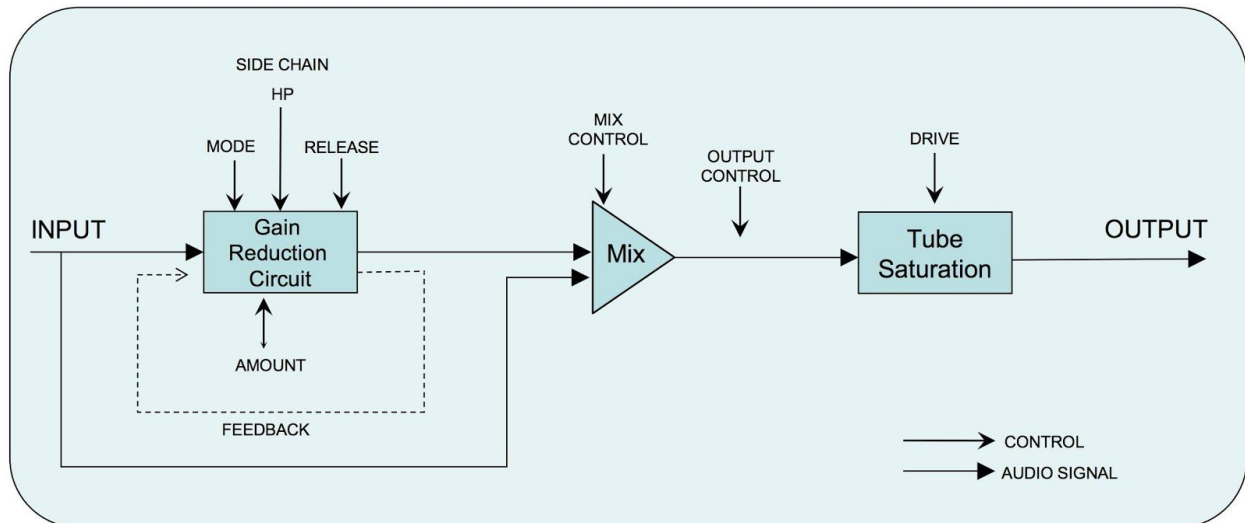 SIDE CHAIN
HP
MODE
RELEASE
MIX
CONTROL
OUTPUT
CONTROL
DRIVE
INPUT
Gain
Reduction
Circuit
Mix
Tube
Saturation
OUTPUT
AMOUNT
FEEDBACK
CONTROL
AUDIO SIGNAL